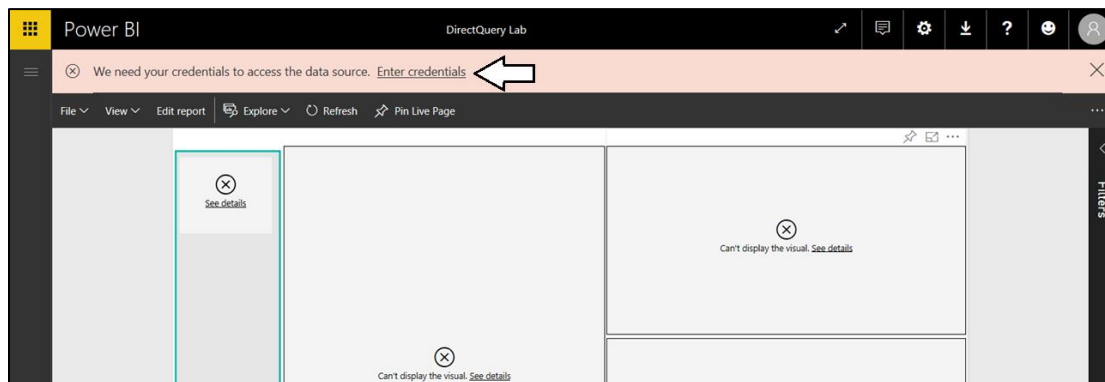 Power BI
DirectQuery Lab
?
We need your credentials to access the data source. Enter credentials
File View Edit report Explore Refresh Pin Live Page
Filters
See details
Can't display the visual. See details
Can't display the visual. See details